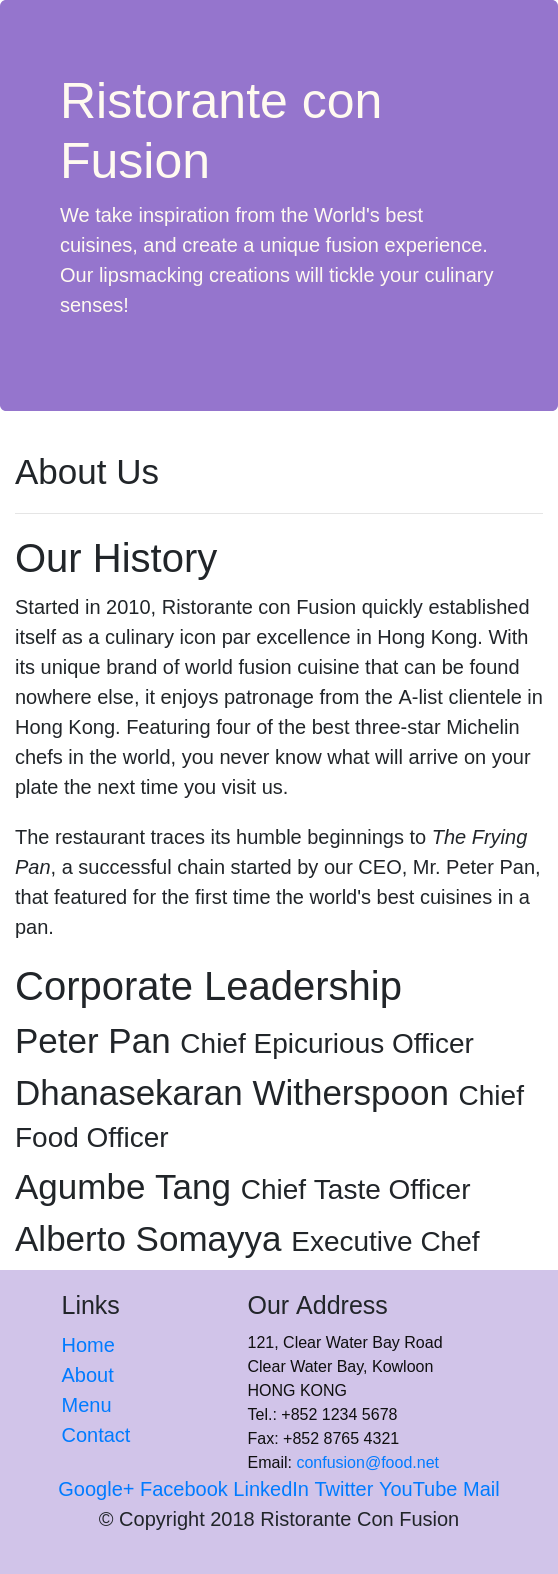 Ristorante con
Fusion
We take inspiration from the World's best
cuisines, and create a unique fusion experience.
Our lipsmacking creations will tickle your culinary
senses!
About Us
Our History
Started in 2010, Ristorante con Fusion quickly established
itself as a culinary icon par excellence in Hong Kong. With
its unique brand of world fusion cuisine that can be found
nowhere else, it enjoys patronage from the A-list clientele in
Hong Kong. Featuring four of the best three-star Michelin
chefs in the world, you never know what will arrive on your
plate the next time you visit us.
The restaurant traces its humble beginnings to The Frying
Pan, a successful chain started by our CEO, Mr. Peter Pan,
that featured for the first time the world's best cuisines in a
pan.
Corporate Leadership
Peter Pan Chief Epicurious Officer
Dhanasekaran Witherspoon Chief
Food Officer
Agumbe Tang Chief Taste Officer
Alberto Somayya Executive Chef
Links
Home
About
Menu
Contact
Our Address
121, Clear Water Bay Road
Clear Water Bay, Kowloon
HONG KONG
Tel.: +852 1234 5678
Fax: +852 8765 4321
Email: confusion@food.net
Google+ Facebook LinkedIn Twitter YouTube Mail
© Copyright 2018 Ristorante Con Fusion